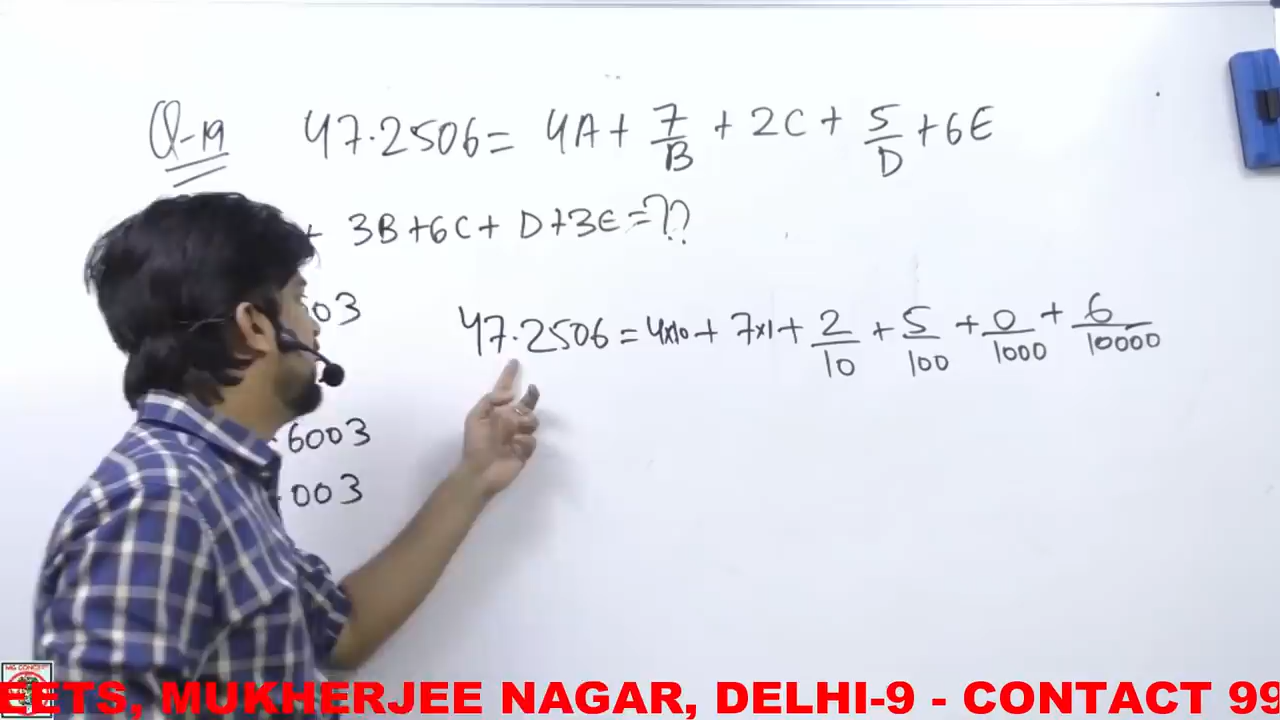 Q-19 47.2506 = 4A + 7/B + 2C + 5/D + 6E
+ 3B + 6C + D + 3E = ??
03
47.2506 = 4×10 + 7×1 + 2/10 + 5/100 + 0/1000 + 6/10000
6003
.003
EETS, MUKHERJEE NAGAR, DELHI-9 - CONTACT 99